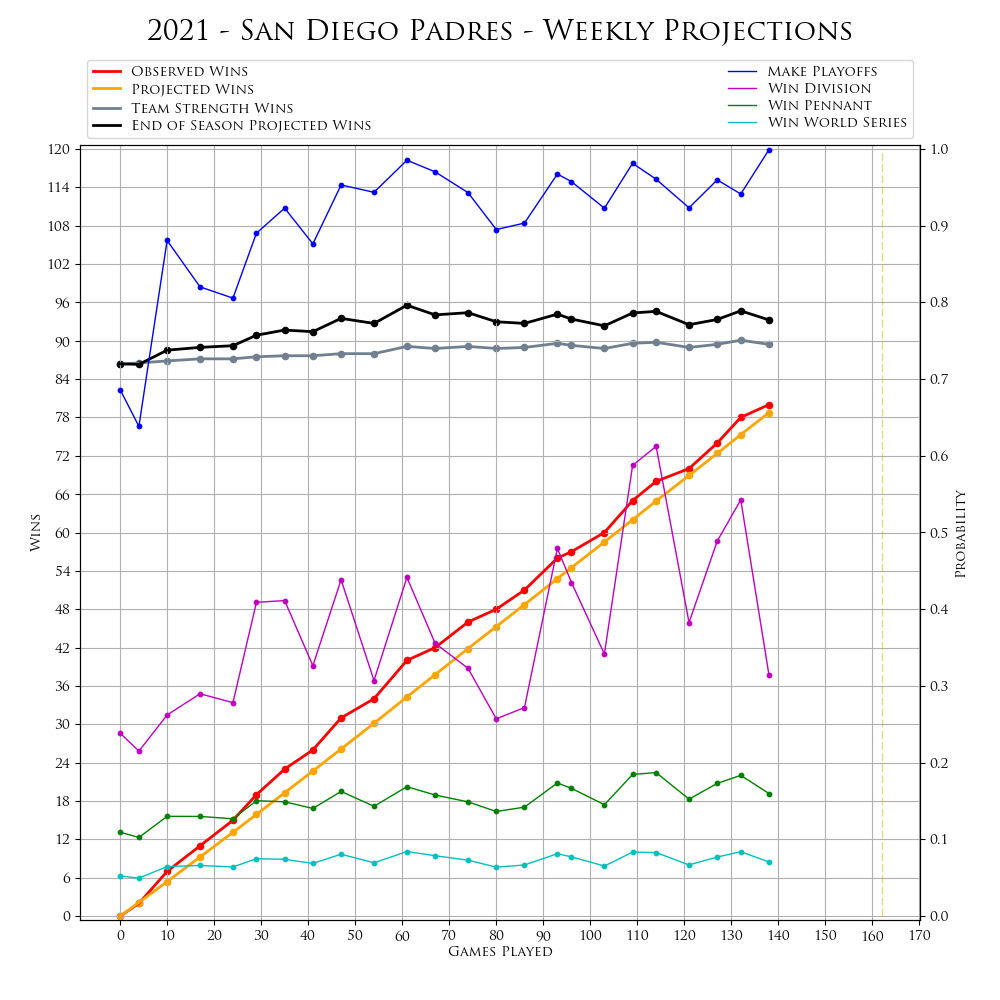 2021 - San Diego Padres - Weekly Projections
Observed Wins
Projected Wins
Team Strength Wins
End of Season Projected Wins
Make Playoffs
Win Division
Win Pennant
Win World Series
120
114
108
102
96
90
84
78
72
66
60
54
48
42
36
30
24
18
12
6
0
Wins
1.0
0.9
0.8
0.7
0.6
0.5
0.4
0.3
0.2
0.1
0.0
Probability
0 10 20 30 40 50 60 70 80 90 100 110 120 130 140 150 160 170
Games Played